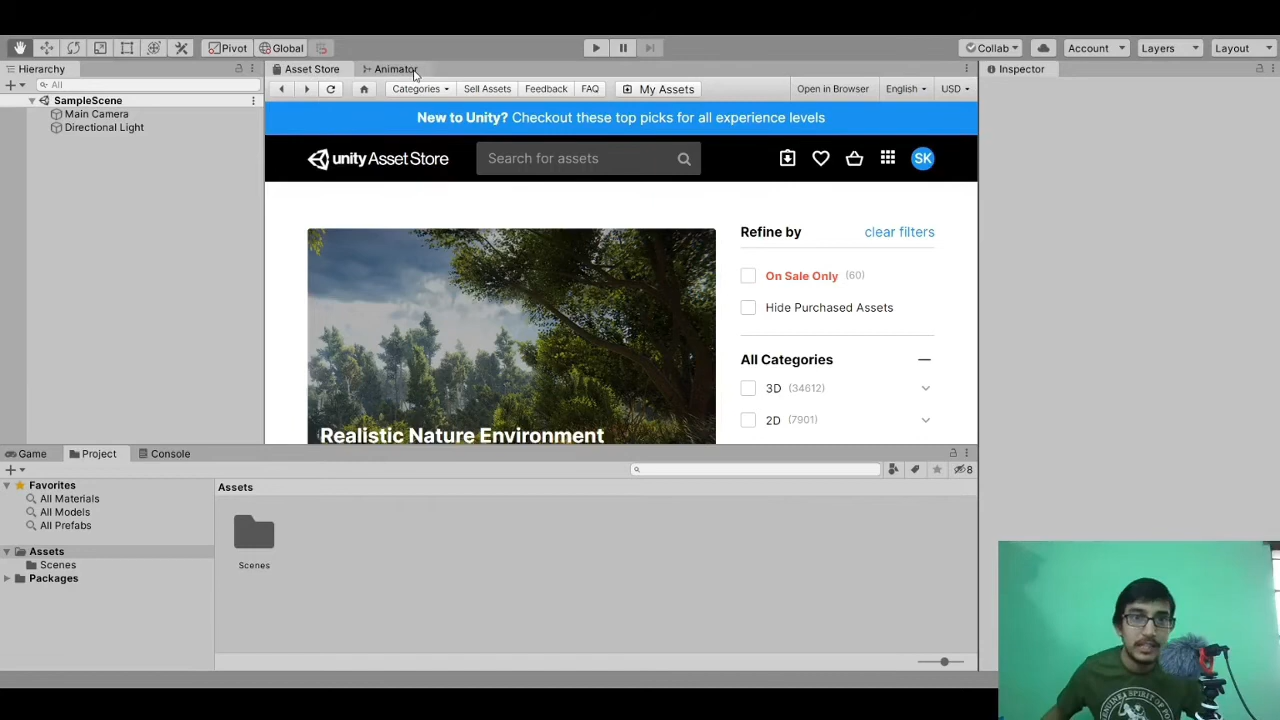 Pivot Global Collab Account Layers Layout
Hierarchy Asset Store Animator Inspector
All
Categories Sell Assets Feedback FAQ My Assets Open in Browser English USD
SampleScene
Main Camera
Directional Light
New to Unity? Checkout these top picks for all experience levels
unity Asset Store Search for assets SK
Realistic Nature Environment
Refine by clear filters
On Sale Only (60)
Hide Purchased Assets
All Categories
3D (34612)
2D (7901)
Game Project Console
8
Favorites
All Materials
All Models
All Prefabs
Assets
Scenes
Packages
Assets
Scenes